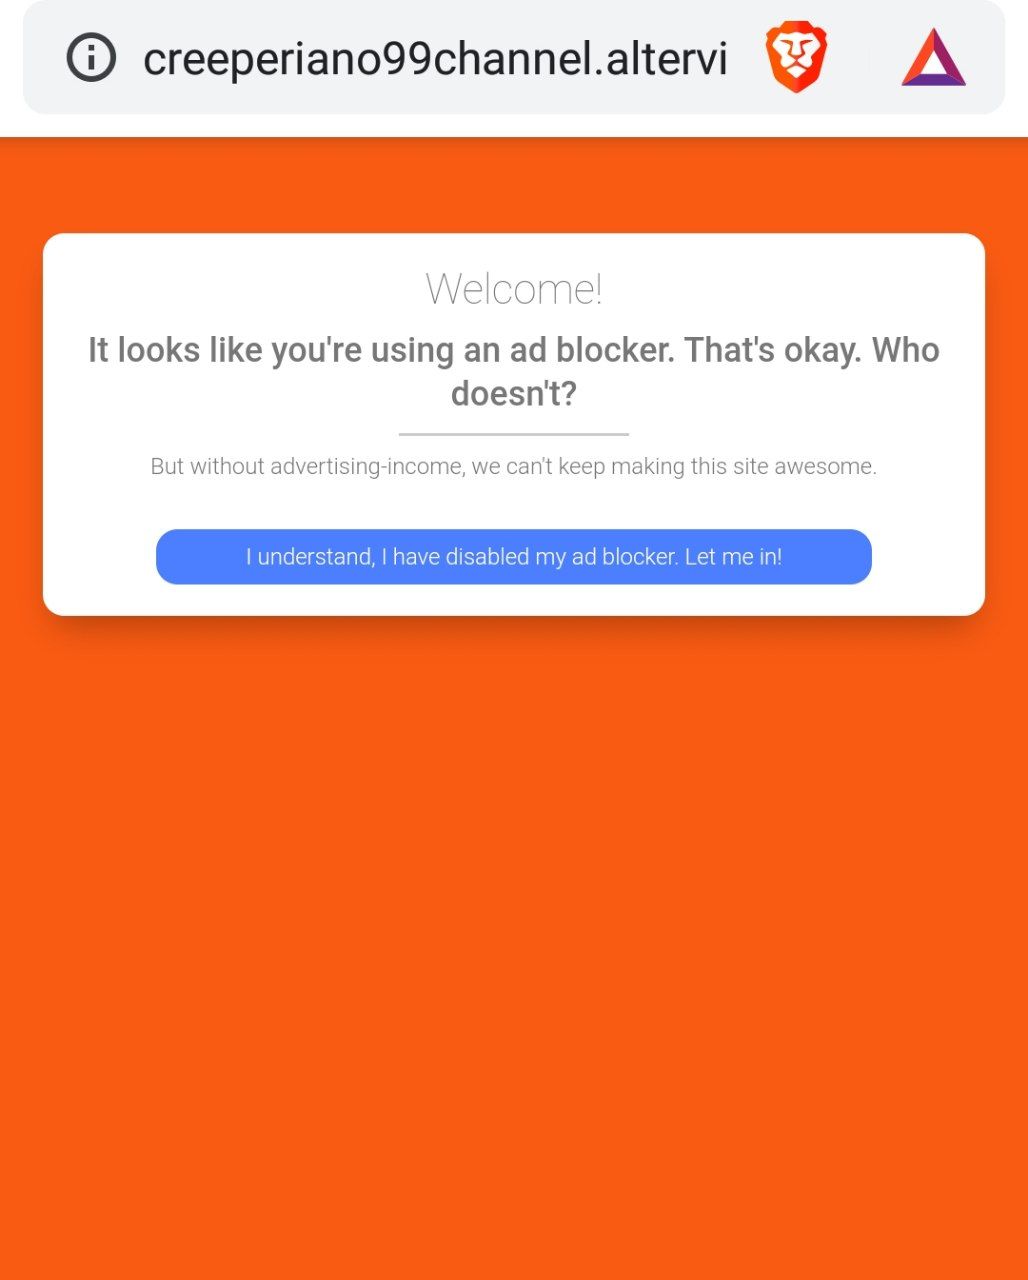 creeperiano99channel.altervi
Welcome!
It looks like you're using an ad blocker. That's okay. Who
doesn't?
But without advertising-income, we can't keep making this site awesome.
I understand, I have disabled my ad blocker. Let me in!